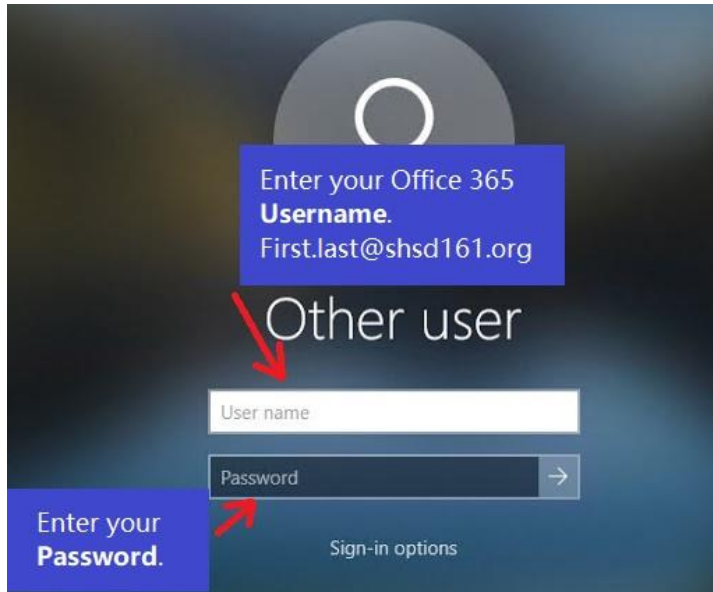 Enter your Office 365
Username.
First.last@shsd161.org
Other user
User name
Password
Enter your
Password.
Sign-in options